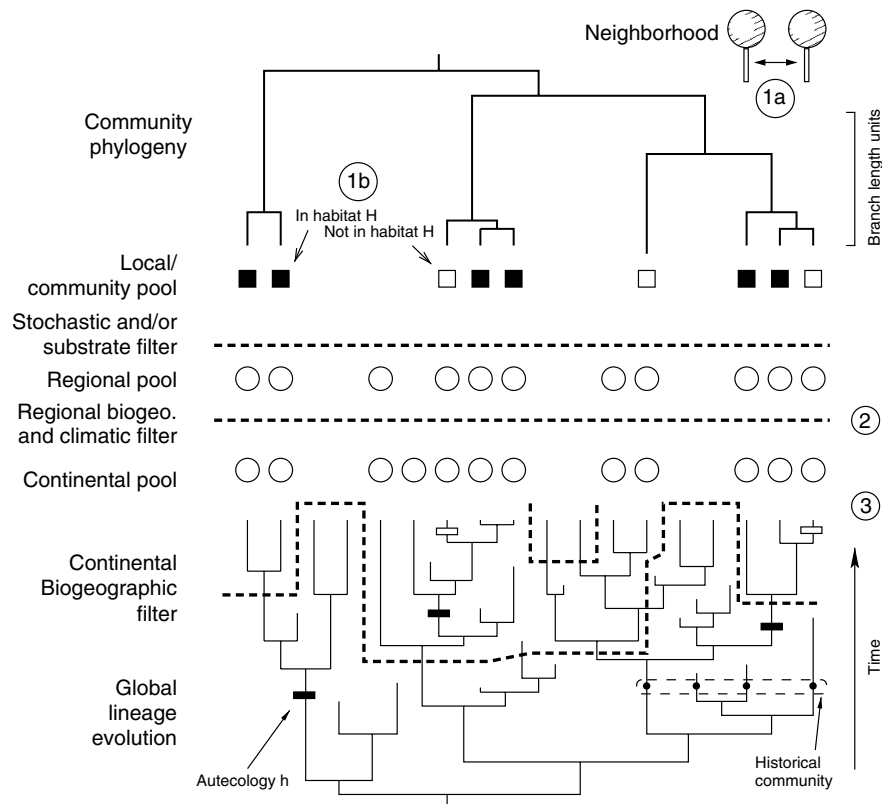 Neighborhood
1a
Community
phylogeny
Branch length units
1b
In habitat H
Not in habitat H
Local/
community pool
Stochastic and/or
substrate filter
Regional pool
Regional biogeo.
and climatic filter
2
Continental pool
3
Continental
Biogeographic
filter
Time
Global
lineage
evolution
Autecology h
Historical
community